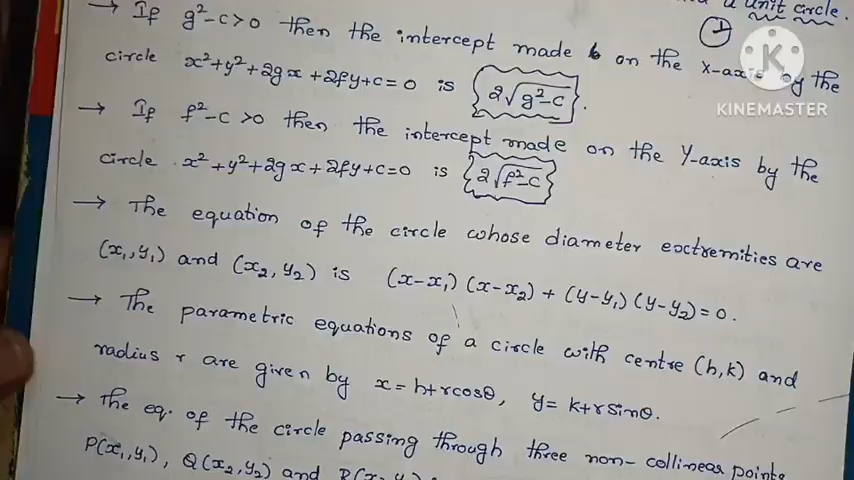 a unit circle.
→ If g²-c>0 then the intercept made on the x-axis by the
circle x²+y²+2gx+2fy+c=0 is 2√g²-c.
→ If f²-c>0 then the intercept made on the Y-axis by the
circle x²+y²+2gx+2fy+c=0 is 2√f²-c
→ The equation of the circle whose diameter extremities are
(x₁,y₁) and (x₂,y₂) is (x-x₁)(x-x₂)+(y-y₁)(y-y₂)=0.
→ The parametric equations of a circle with centre (h,k) and
radius r are given by x=h+rcosθ, y=k+rsinθ.
→ The eq. of the circle passing through three non-collinear points
P(x₁,y₁), Q(x₂,y₂) and
K
KINEMASTER